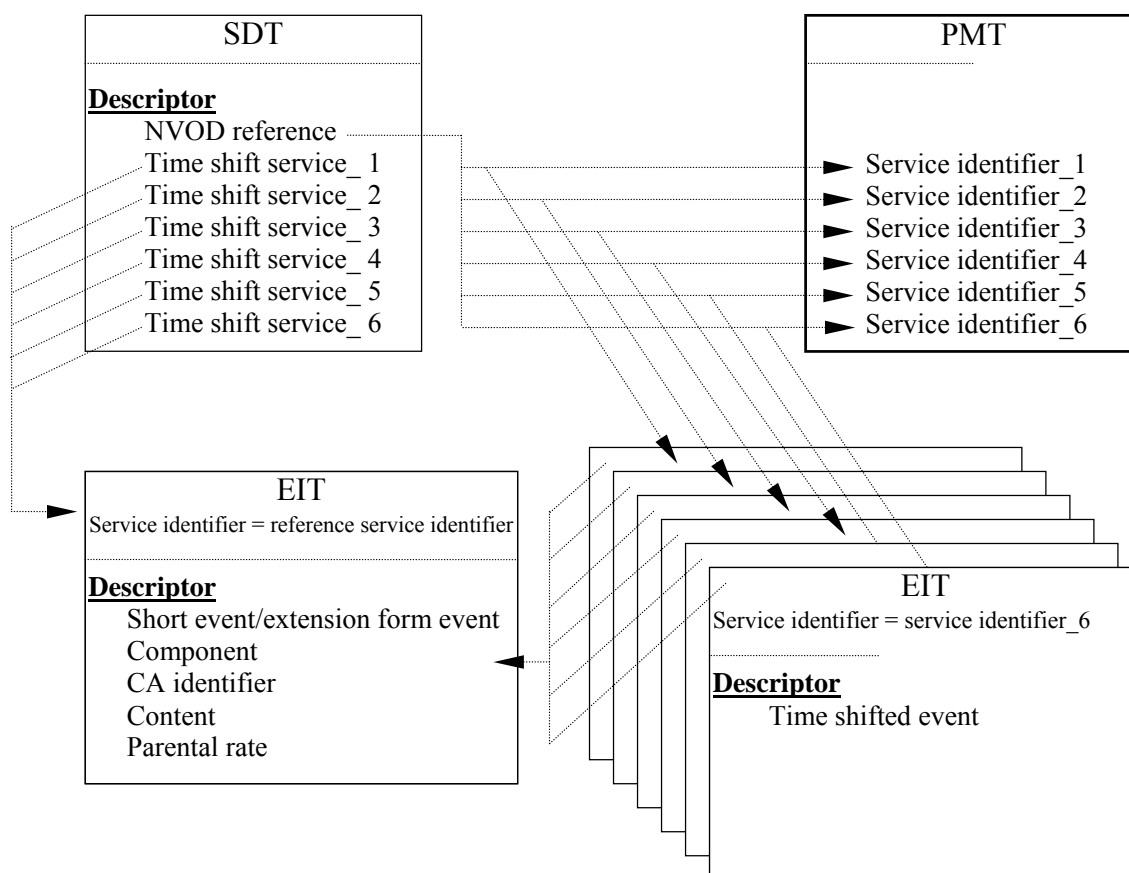 SDT
Descriptor
NVOD reference
Time shift service_ 1
Time shift service_ 2
Time shift service_ 3
Time shift service_ 4
Time shift service_ 5
Time shift service_ 6
PMT
Service identifier_1
Service identifier_2
Service identifier_3
Service identifier_4
Service identifier_5
Service identifier_6
EIT
Service identifier = reference service identifier
Descriptor
Short event/extension form event
Component
CA identifier
Content
Parental rate
EIT
Service identifier = service identifier_6
Descriptor
Time shifted event